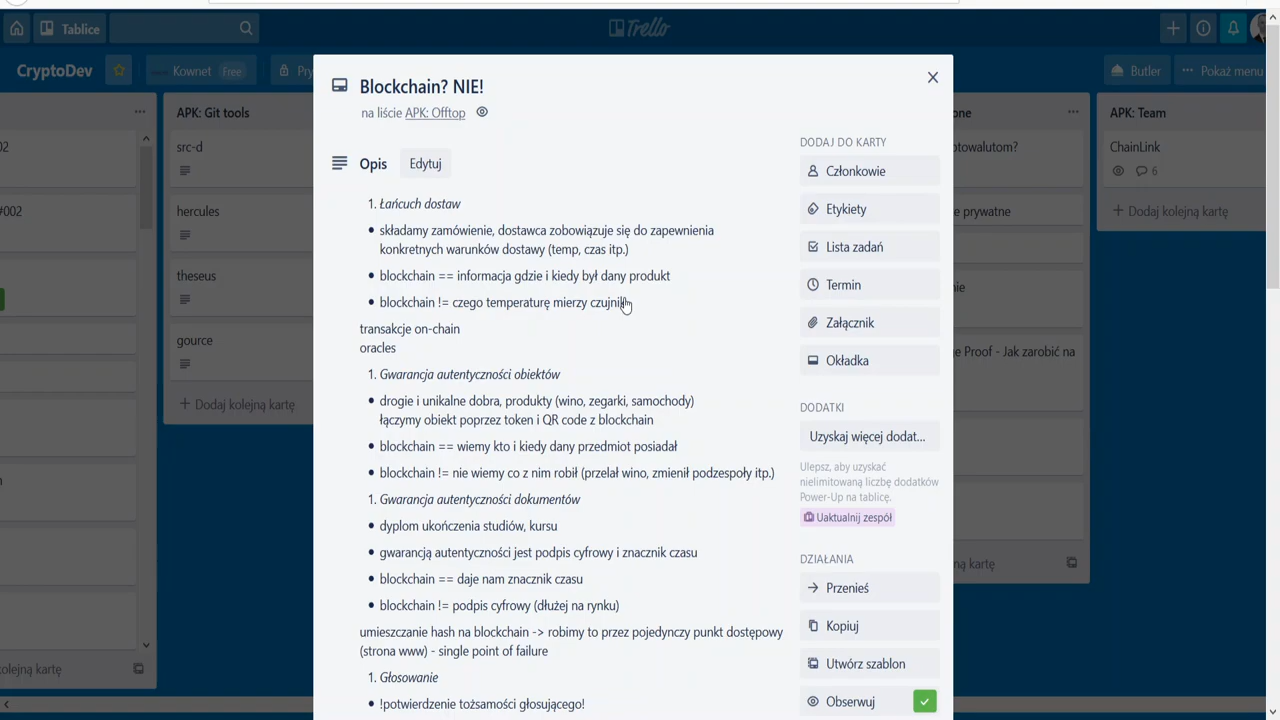 Tablice
Trello
CryptoDev
Kownet Free
Butler
Pokaż menu
APK: Git tools
src-d
hercules
theseus
gource
Dodaj kolejną kartę
#002
Blockchain? NIE!
na liście APK: Offtop
Opis Edytuj
1. Łańcuch dostaw
• składamy zamówienie, dostawca zobowiązuje się do zapewnienia
konkretnych warunków dostawy (temp, czas itp.)
• blockchain == informacja gdzie i kiedy był dany produkt
• blockchain != czego temperaturę mierzy czujnik
transakcje on-chain
oracles
1. Gwarancja autentyczności obiektów
• drogie i unikalne dobra, produkty (wino, zegarki, samochody)
łączymy obiekt poprzez token i QR code z blockchain
• blockchain == wiemy kto i kiedy dany przedmiot posiadał
• blockchain != nie wiemy co z nim robił (przelał wino, zmienił podzespoły itp.)
1. Gwarancja autentyczności dokumentów
• dyplom ukończenia studiów, kursu
• gwarancją autentyczności jest podpis cyfrowy i znacznik czasu
• blockchain == daje nam znacznik czasu
• blockchain != podpis cyfrowy (dłużej na rynku)
umieszczanie hash na blockchain -> robimy to przez pojedynczy punkt dostępowy
(strona www) - single point of failure
1. Głosowanie
• !potwierdzenie tożsamości głosującego!
DODAJ DO KARTY
Członkowie
Etykiety
Lista zadań
Termin
Załącznik
Okładka
DODATKI
Uzyskaj więcej dodat...
Ulepsz, aby uzyskać
nielimitowaną liczbę dodatków
Power-Up na tablicę.
Uaktualnij zespół
DZIAŁANIA
Przenieś
Kopiuj
Utwórz szablon
Obserwuj
prywatne
Proof - Jak zarobić na
APK: Team
ChainLink
6
Dodaj kolejną kartę